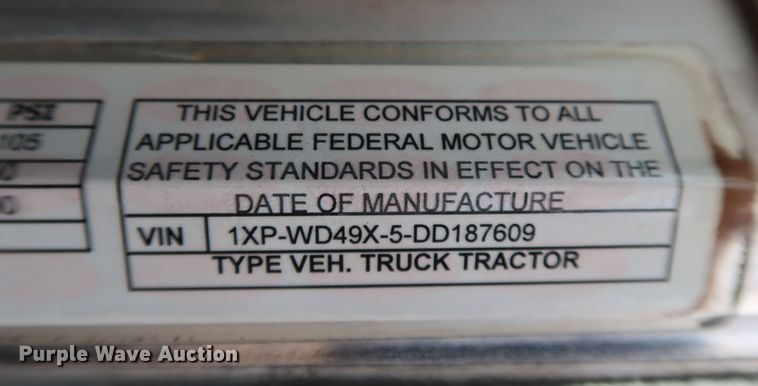 PSI
105
THIS VEHICLE CONFORMS TO ALL
APPLICABLE FEDERAL MOTOR VEHICLE
SAFETY STANDARDS IN EFFECT ON THE
DATE OF MANUFACTURE
VIN 1XP-WD49X-5-DD187609
TYPE VEH. TRUCK TRACTOR
Purple Wave Auction